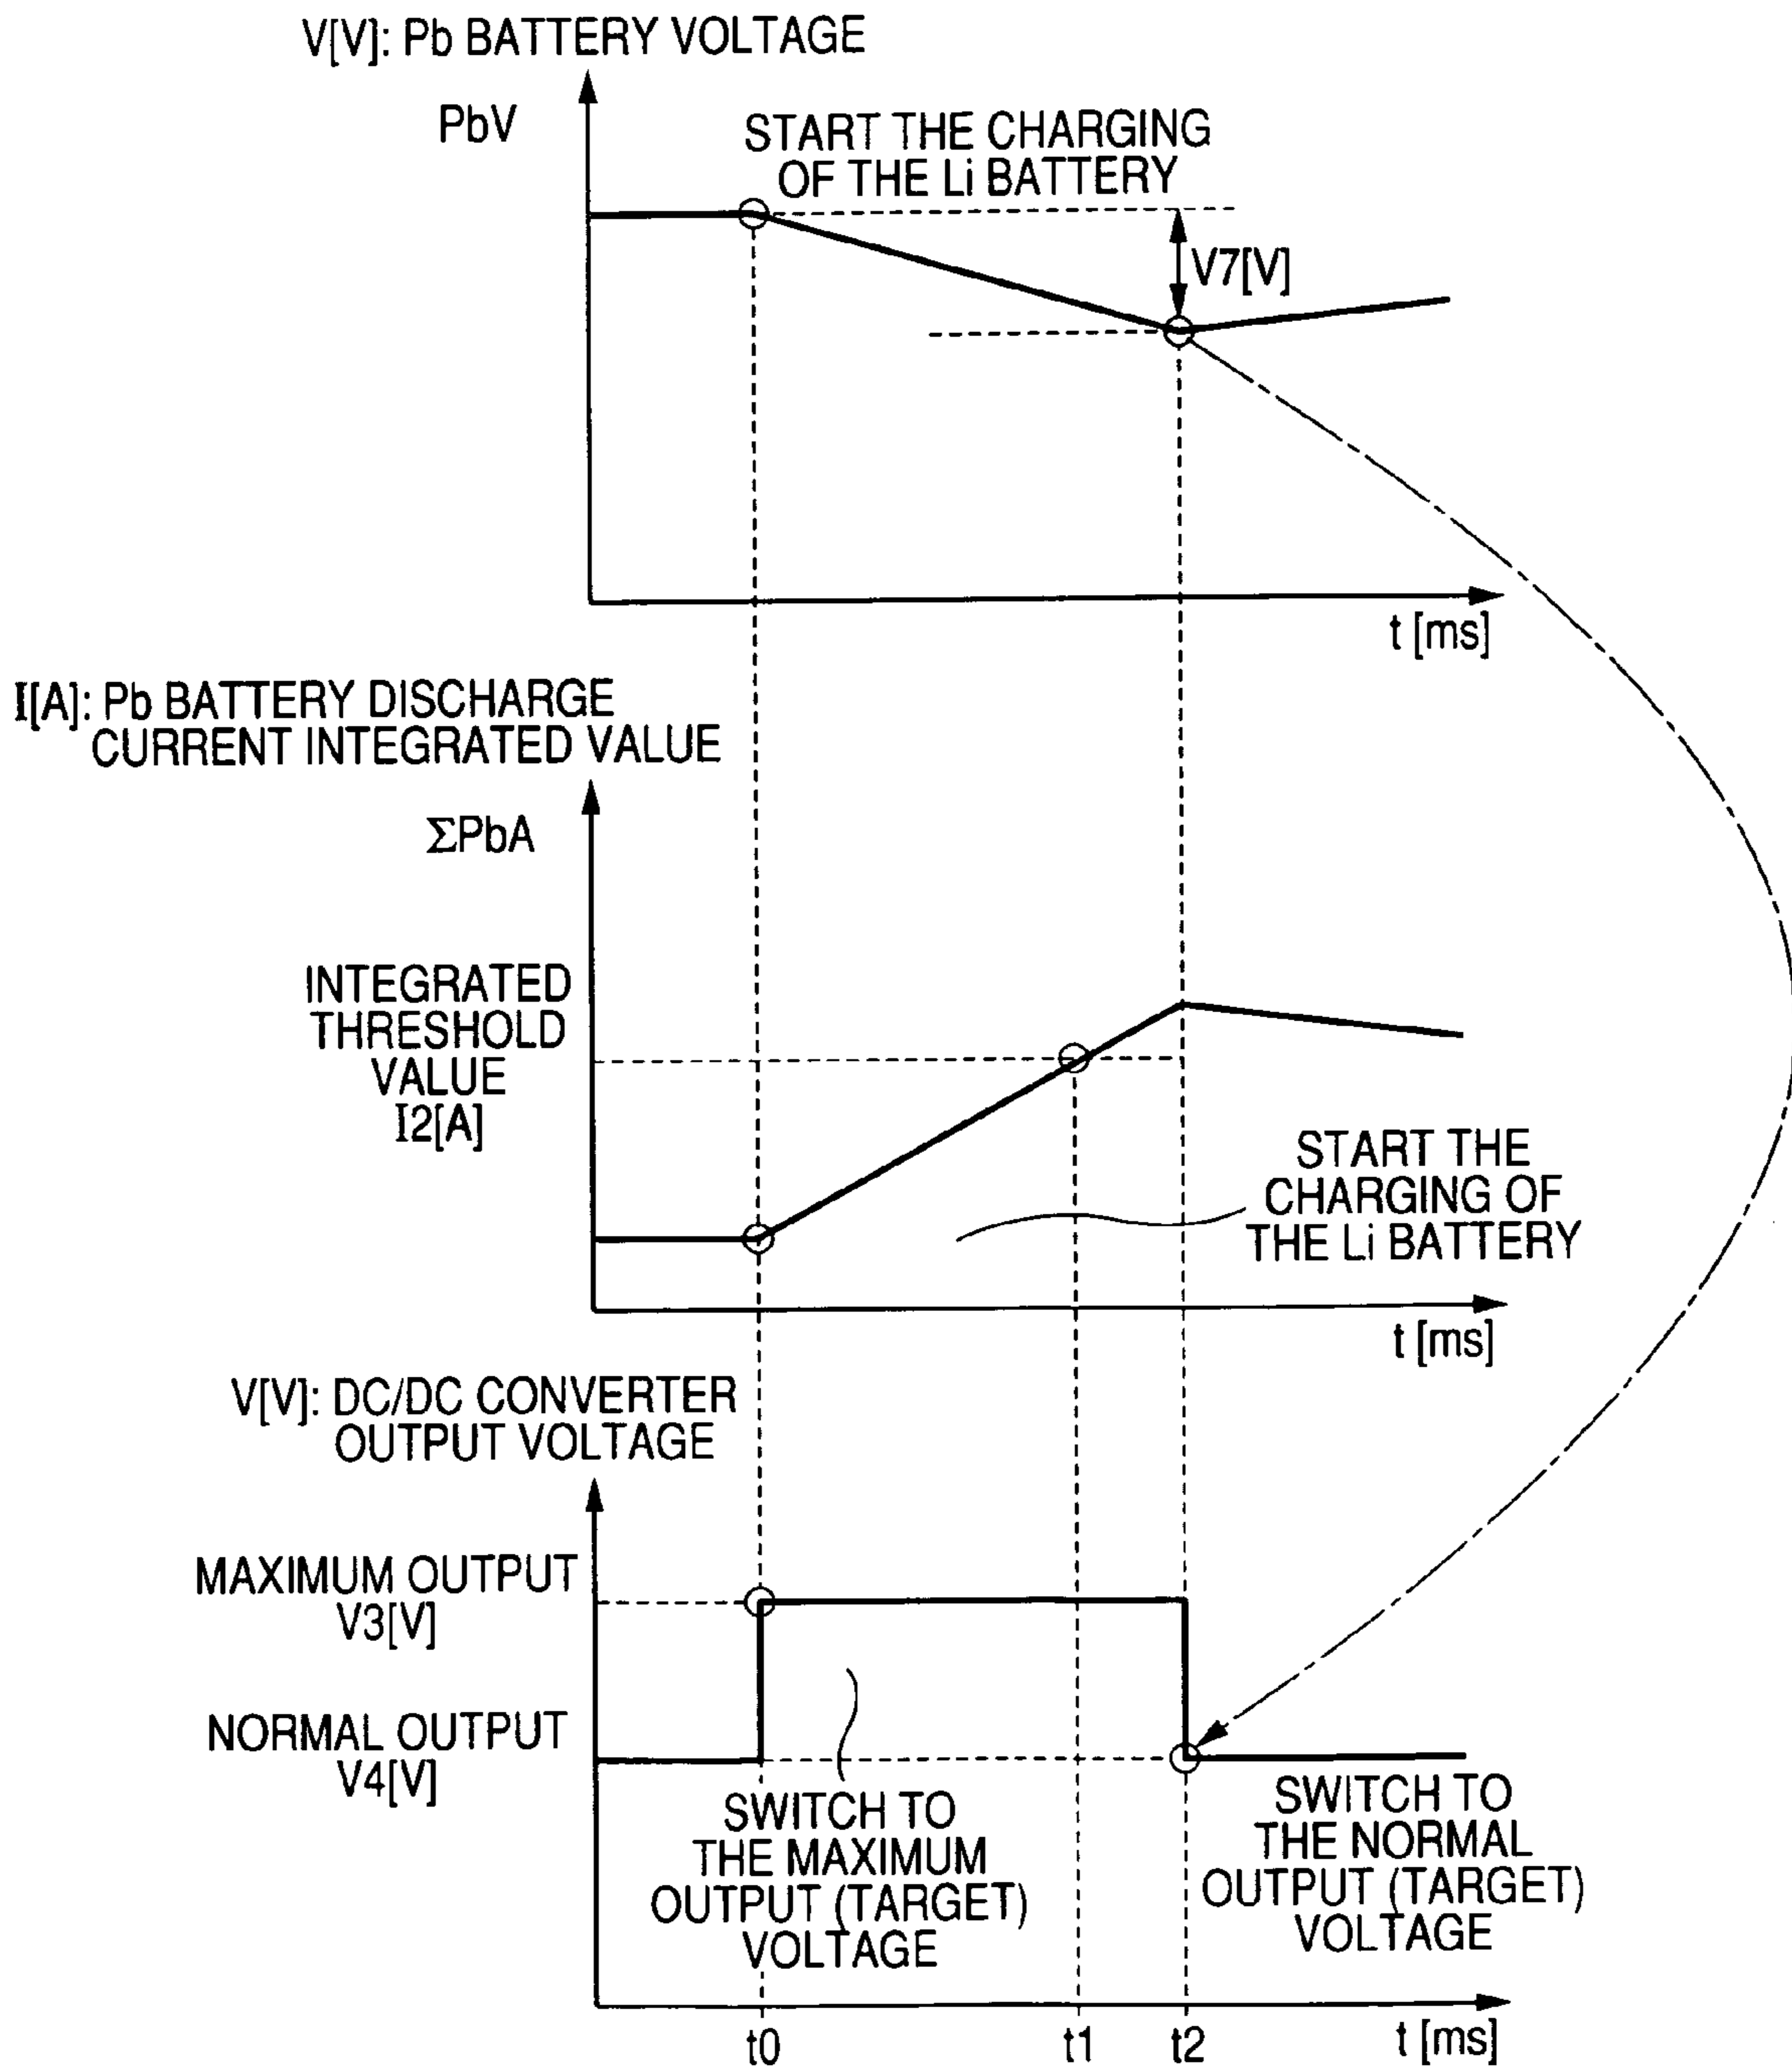 V[V]: Pb BATTERY VOLTAGE
PbV
START THE CHARGING
OF THE Li BATTERY
V7[V]
t [ms]
I[A]: Pb BATTERY DISCHARGE
CURRENT INTEGRATED VALUE
ΣPbA
INTEGRATED
THRESHOLD
VALUE
I2[A]
START THE
CHARGING OF
THE Li BATTERY
t [ms]
V[V]: DC/DC CONVERTER
OUTPUT VOLTAGE
MAXIMUM OUTPUT
V3[V]
NORMAL OUTPUT
V4[V]
SWITCH TO
THE MAXIMUM
OUTPUT (TARGET)
VOLTAGE
SWITCH TO
THE NORMAL
OUTPUT (TARGET)
VOLTAGE
t0
t1
t2
t [ms]